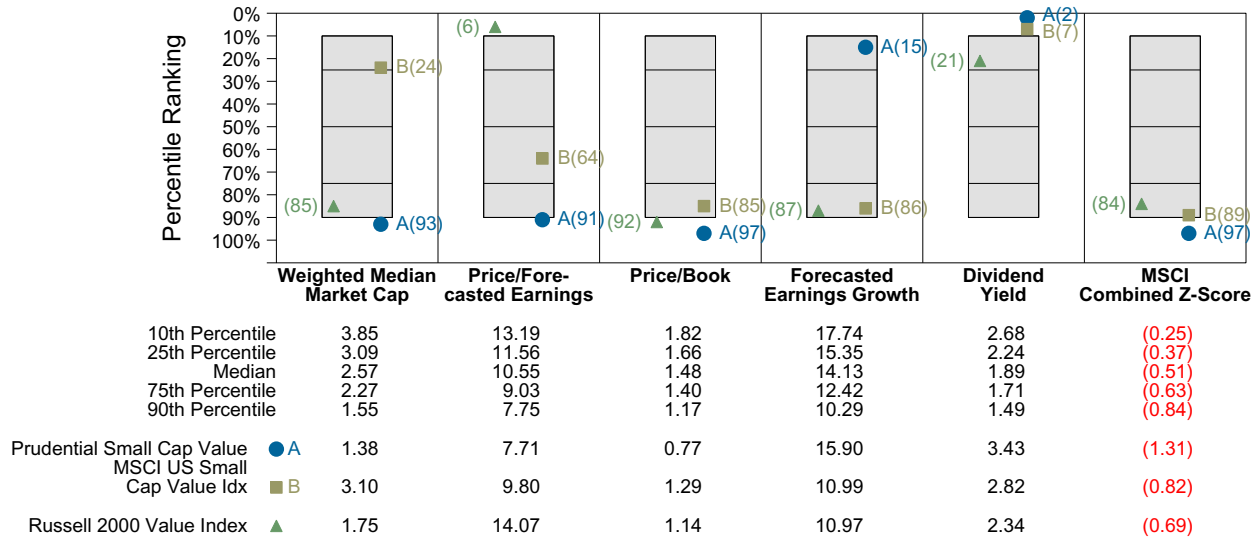 Percentile Ranking
0%
10%
20%
30%
40%
50%
60%
70%
80%
90%
100%
(85)
B(24)
A(93)
(6)
B(64)
A(91)
(92)
B(85)
A(97)
(87)
A(15)
B(86)
(21)
A(2)
B(7)
(84)
B(89)
A(97)
Weighted Median
Market Cap
Price/Fore-
casted Earnings
Price/Book
Forecasted
Earnings Growth
Dividend
Yield
MSCI
Combined Z-Score
10th Percentile 3.85 13.19 1.82 17.74 2.68 (0.25)
25th Percentile 3.09 11.56 1.66 15.35 2.24 (0.37)
Median 2.57 10.55 1.48 14.13 1.89 (0.51)
75th Percentile 2.27 9.03 1.40 12.42 1.71 (0.63)
90th Percentile 1.55 7.75 1.17 10.29 1.49 (0.84)
Prudential Small Cap Value A 1.38 7.71 0.77 15.90 3.43 (1.31)
MSCI US Small
Cap Value Idx B 3.10 9.80 1.29 10.99 2.82 (0.82)
Russell 2000 Value Index 1.75 14.07 1.14 10.97 2.34 (0.69)